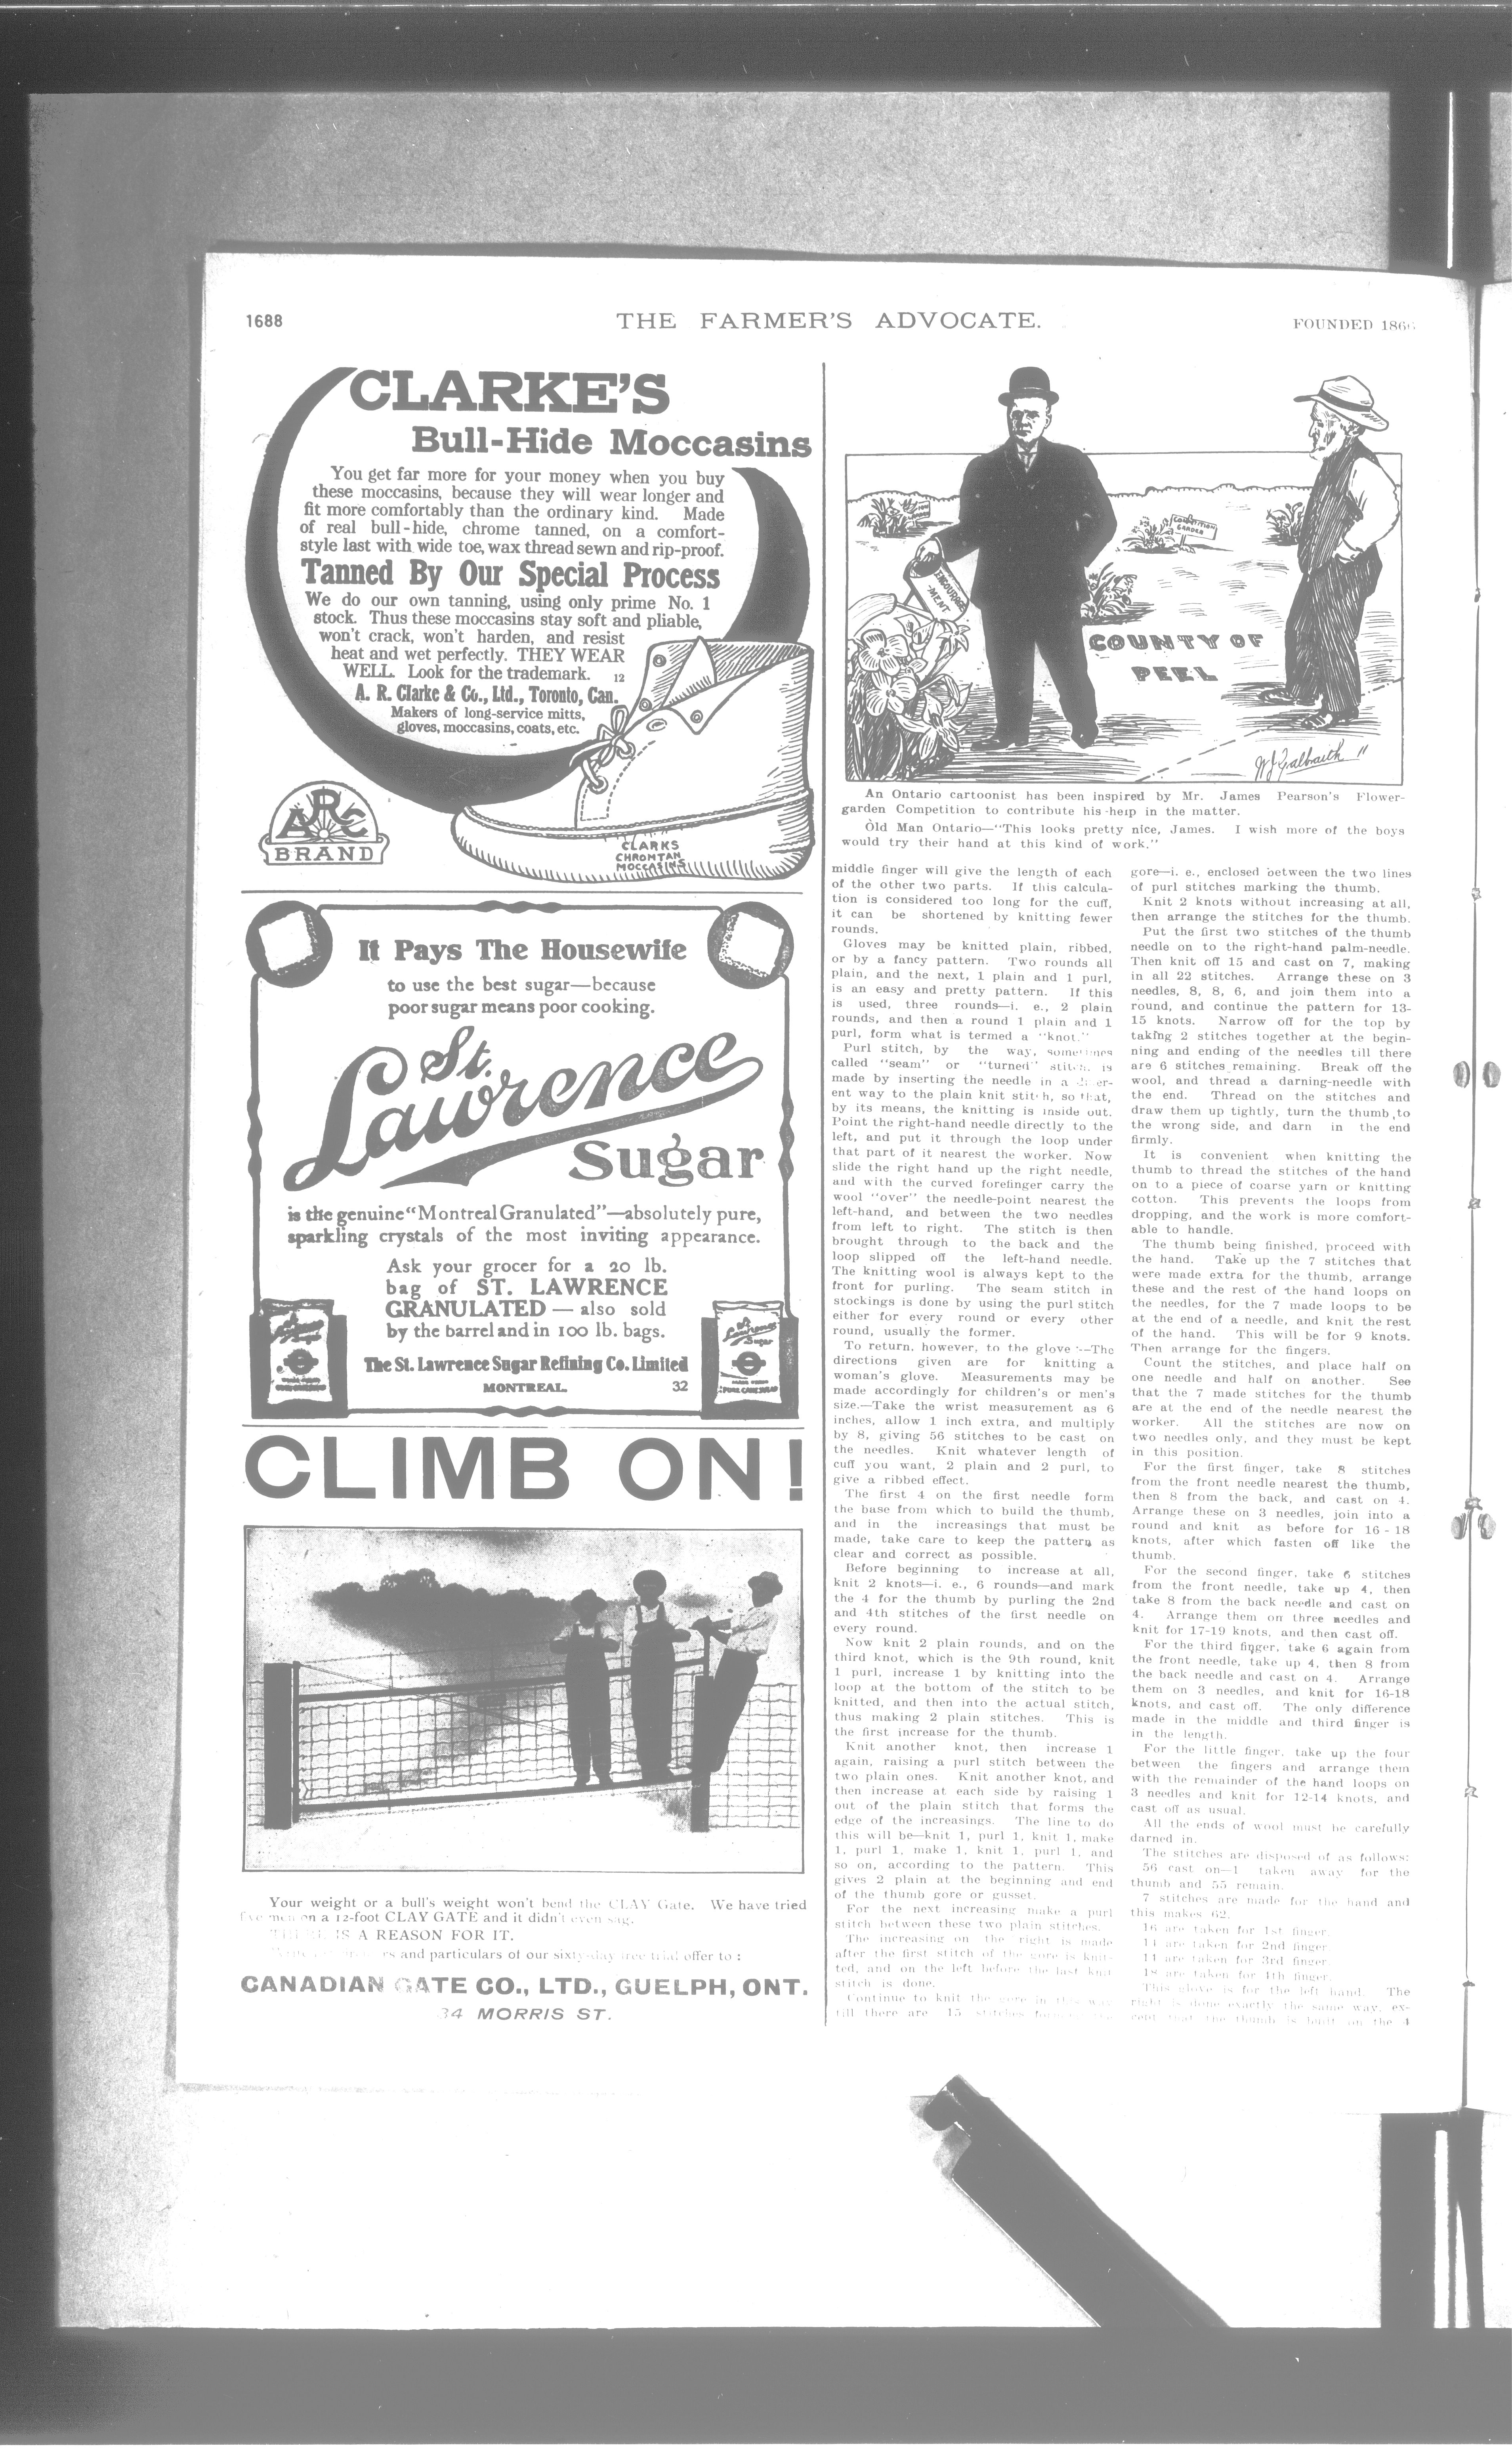 1688
THE FARMER'S ADVOCATE.
FOUNDED 1866
CLARKE'S
Bull-Hide Moccasins
You get far more for your money when you buy
these moccasins, because they will wear longer and
fit more comfortably than the ordinary kind. Made
of real bull-hide, chrome tanned, on a comfort-
style last with wide toe, wax thread sewn and rip-proof.
Tanned By Our Special Process
We do our own tanning, using only prime No. 1
stock. Thus these moccasins stay soft and pliable,
won't crack, won't harden, and resist
heat and wet perfectly. THEY WEAR
WELL. Look for the trademark. 12
A. R. Clarke & Co., Ltd., Toronto, Can.
Makers of long-service mitts,
gloves, moccasins, coats, etc.
ARC
BRAND
CLARKS
CHROMTAN
MOCCASINS
It Pays The Housewife
to use the best sugar—because
poor sugar means poor cooking.
St.
Lawrence
Sugar
is the genuine "Montreal Granulated"—absolutely pure,
sparkling crystals of the most inviting appearance.
Ask your grocer for a 20 lb.
bag of ST. LAWRENCE
GRANULATED — also sold
by the barrel and in 100 lb. bags.
The St. Lawrence Sugar Refining Co. Limited
MONTREAL. 32
CLIMB ON!
Your weight or a bull's weight won't bend the CLAY Gate. We have tried
five men on a 12-foot CLAY GATE and it didn't even sag.
THERE IS A REASON FOR IT.
and particulars of our sixty-day free trial offer to :
CANADIAN GATE CO., LTD., GUELPH, ONT.
34 MORRIS ST.
ENCOURAGE
-MENT
COMPETITION
GARDEN
COUNTY OF
PEEL
WJ Galbraith 11
An Ontario cartoonist has been inspired by Mr. James Pearson's Flower-
garden Competition to contribute his help in the matter.
Old Man Ontario—"This looks pretty nice, James. I wish more of the boys
would try their hand at this kind of work."
middle finger will give the length of each
of the other two parts. If this calcula-
tion is considered too long for the cuff,
it can be shortened by knitting fewer
rounds.
Gloves may be knitted plain, ribbed,
or by a fancy pattern. Two rounds all
plain, and the next, 1 plain and 1 purl,
is an easy and pretty pattern. If this
is used, three rounds—i. e., 2 plain
rounds, and then a round 1 plain and 1
purl, form what is termed a "knot."
Purl stitch, by the way, sometimes
called "seam" or "turned" stitch, is
made by inserting the needle in a differ-
ent way to the plain knit stitch, so that,
by its means, the knitting is inside out.
Point the right-hand needle directly to the
left, and put it through the loop under
that part of it nearest the worker. Now
slide the right hand up the right needle,
and with the curved forefinger carry the
wool "over" the needle-point nearest the
left-hand, and between the two needles
from left to right. The stitch is then
brought through to the back and the
loop slipped off the left-hand needle.
The knitting wool is always kept to the
front for purling. The seam stitch in
stockings is done by using the purl stitch
either for every round or every other
round, usually the former.
To return, however, to the glove :—The
directions given are for knitting a
woman's glove. Measurements may be
made accordingly for children's or men's
size.—Take the wrist measurement as 6
inches, allow 1 inch extra, and multiply
by 8, giving 56 stitches to be cast on
the needles. Knit whatever length of
cuff you want, 2 plain and 2 purl, to
give a ribbed effect.
The first 4 on the first needle form
the base from which to build the thumb,
and in the increasings that must be
made, take care to keep the pattern as
clear and correct as possible.
Before beginning to increase at all,
knit 2 knots—i. e., 6 rounds—and mark
the 4 for the thumb by purling the 2nd
and 4th stitches of the first needle on
every round.
Now knit 2 plain rounds, and on the
third knot, which is the 9th round, knit
1 purl, increase 1 by knitting into the
loop at the bottom of the stitch to be
knitted, and then into the actual stitch,
thus making 2 plain stitches. This is
the first increase for the thumb.
Knit another knot, then increase 1
again, raising a purl stitch between the
two plain ones. Knit another knot, and
then increase at each side by raising 1
out of the plain stitch that forms the
edge of the increasings. The line to do
this will be—knit 1, purl 1, knit 1, make
1, purl 1, make 1, knit 1, purl 1, and
so on, according to the pattern. This
gives 2 plain at the beginning and end
of the thumb gore or gusset.
For the next increasing make a purl
stitch between these two plain stitches.
The increasing on the right is made
after the first stitch of the gore is knit-
ted, and on the left before the last knit
stitch is done.
Continue to knit the gore in this way
till there are 15 stitches
gore—i. e., enclosed between the two lines
of purl stitches marking the thumb.
Knit 2 knots without increasing at all,
then arrange the stitches for the thumb.
Put the first two stitches of the thumb
needle on to the right-hand palm-needle.
Then knit off 15 and cast on 7, making
in all 22 stitches. Arrange these on 3
needles, 8, 8, 6, and join them into a
round, and continue the pattern for 13-
15 knots. Narrow off for the top by
taking 2 stitches together at the begin-
ning and ending of the needles till there
are 6 stitches remaining. Break off the
wool, and thread a darning-needle with
the end. Thread on the stitches and
draw them up tightly, turn the thumb to
the wrong side, and darn in the end
firmly.
It is convenient when knitting the
thumb to thread the stitches of the hand
on to a piece of coarse yarn or knitting
cotton. This prevents the loops from
dropping, and the work is more comfort-
able to handle.
The thumb being finished, proceed with
the hand. Take up the 7 stitches that
were made extra for the thumb, arrange
these and the rest of the hand loops on
the needles, for the 7 made loops to be
at the end of a needle, and knit the rest
of the hand. This will be for 9 knots.
Then arrange for the fingers.
Count the stitches, and place half on
one needle and half on another. See
that the 7 made stitches for the thumb
are at the end of the needle nearest the
worker. All the stitches are now on
two needles only, and they must be kept
in this position.
For the first finger, take 8 stitches
from the front needle nearest the thumb,
then 8 from the back, and cast on 4.
Arrange these on 3 needles, join into a
round and knit as before for 16 - 18
knots, after which fasten off like the
thumb.
For the second finger, take 6 stitches
from the front needle, take up 4, then
take 8 from the back needle and cast on
4. Arrange them on three needles and
knit for 17-19 knots, and then cast off.
For the third finger, take 6 again from
the front needle, take up 4, then 8 from
the back needle and cast on 4. Arrange
them on 3 needles, and knit for 16-18
knots, and cast off. The only difference
made in the middle and third finger is
in the length.
For the little finger, take up the four
between the fingers and arrange them
with the remainder of the hand loops on
3 needles and knit for 12-14 knots, and
cast off as usual.
All the ends of wool must be carefully
darned in.
The stitches are disposed of as follows:
56 cast on—1 taken away for the
thumb and 55 remain.
7 stitches are made for the hand and
this makes 62.
16 are taken for 1st finger.
14 are taken for 2nd finger.
14 are taken for 3rd finger.
18 are taken for 4th finger.
This glove is for the left hand. The
right is done exactly the same way, ex-
cept that the thumb is built on the 4